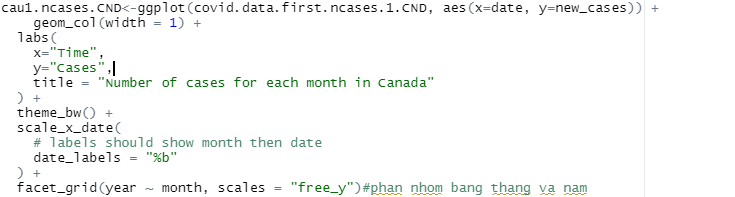 cau1.ncases.CND<-ggplot(covid.data.first.ncases.1.CND, aes(x=date, y=new_cases)) +
geom_col(width = 1) +
labs(
x="Time",
y="Cases",
title = "Number of cases for each month in Canada"
) +
theme_bw() +
scale_x_date(
# labels should show month then date
date_labels = "%b"
) +
facet_grid(year ~ month, scales = "free_y")#phan nhom bang thang va nam